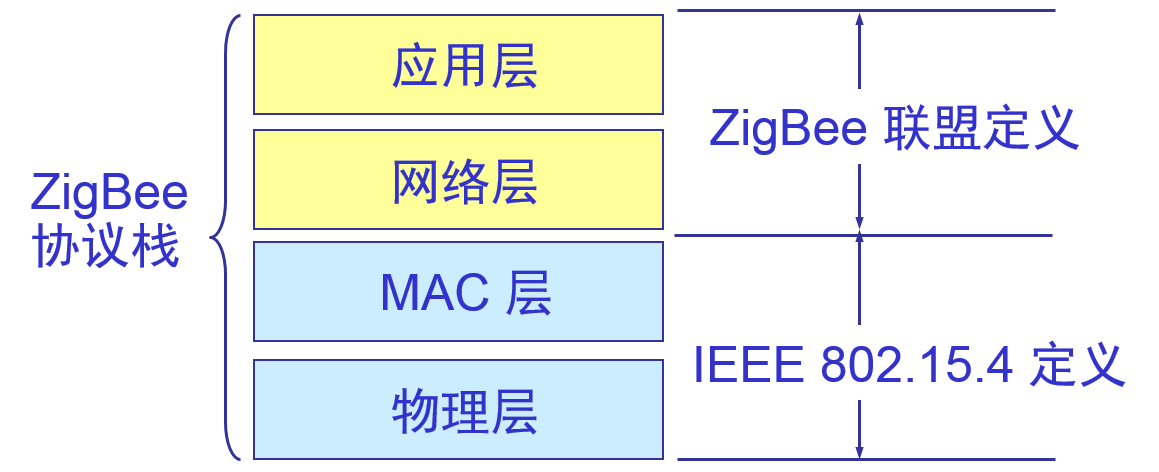 应用层
ZigBee 联盟定义
网络层
ZigBee
协议栈
MAC 层
IEEE 802.15.4 定义
物理层